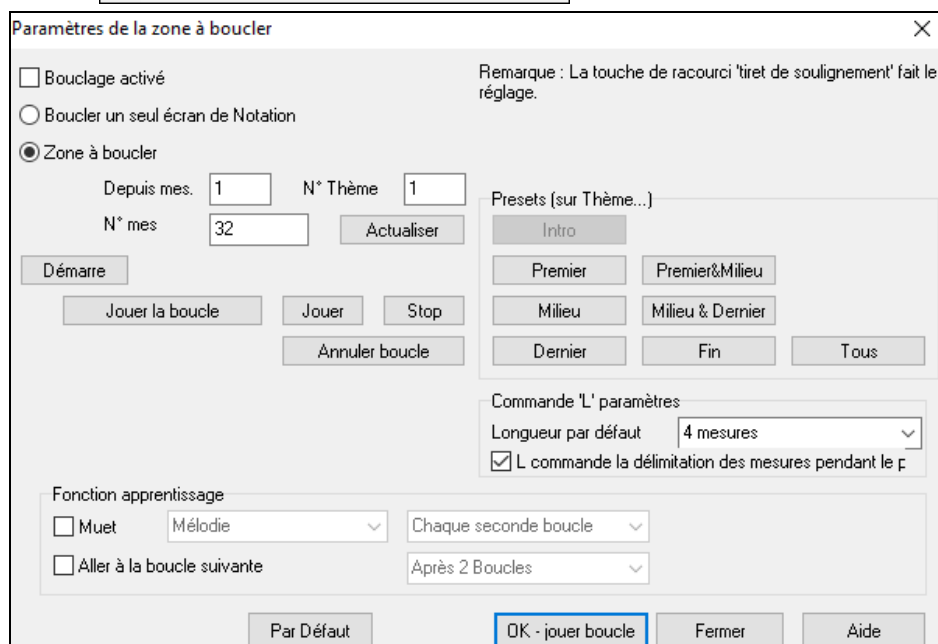 Paramètres de la zone à boucler
Bouclage activé
Remarque : La touche de racourci 'tiret de soulignement' fait le
réglage.
Boucler un seul écran de Notation
Zone à boucler
Depuis mes. 1 N° Thème 1
N° mes 32 Actualiser
Démarre
Jouer la boucle Jouer Stop
Annuler boucle
Presets (sur Thème...)
Intro
Premier Premier&Milieu
Milieu Milieu & Dernier
Dernier Fin Tous
Commande 'L' paramètres
Longueur par défaut 4 mesures
L commande la délimitation des mesures pendant le p
Fonction apprentissage
Muet Mélodie Chaque seconde boucle
Aller à la boucle suivante Après 2 Boucles
Par Défaut OK - jouer boucle Fermer Aide